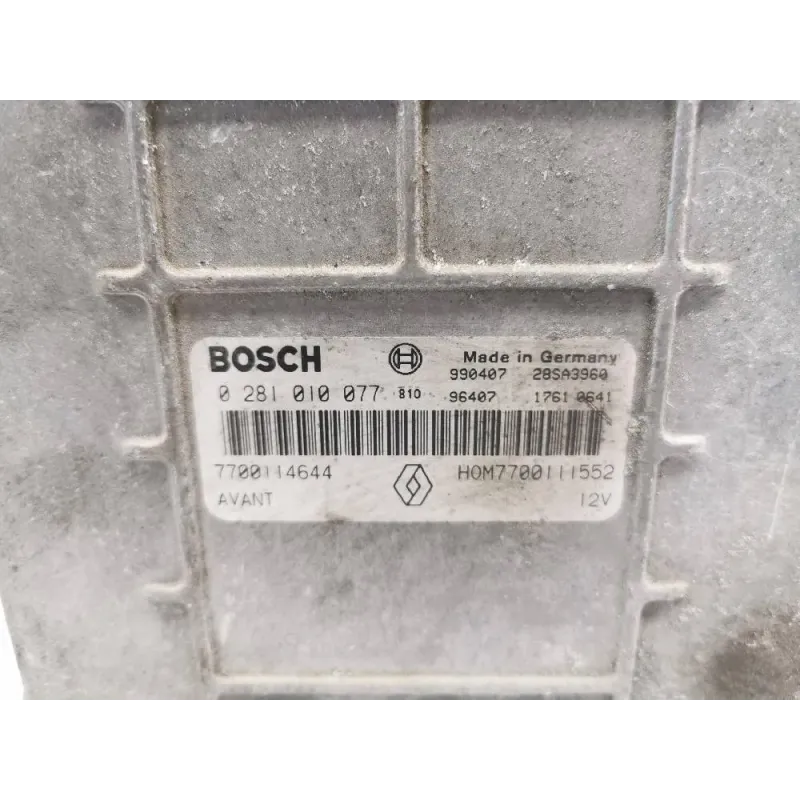 BOSCH Made in Germany
990407 28SA3960
0 281 010 077 810 96407 1761 0641
7700114644 HOM7700111552
AVANT 12V